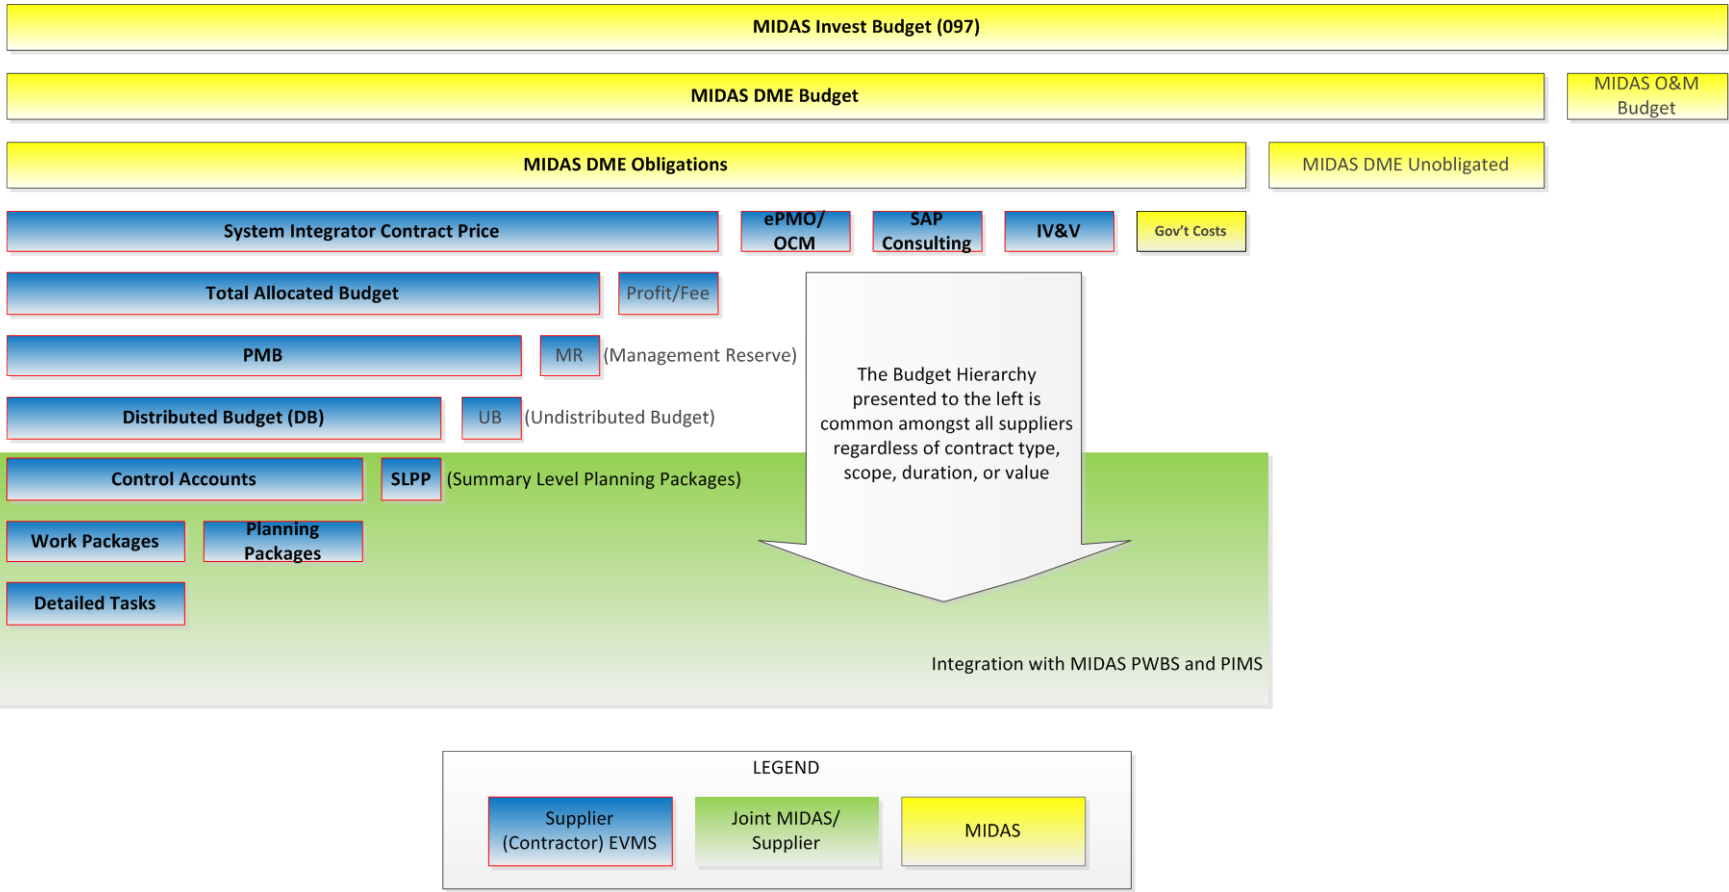 MIDAS Invest Budget (097)
MIDAS DME Budget
MIDAS O&M
Budget
MIDAS DME Obligations
MIDAS DME Unobligated
System Integrator Contract Price
ePMO/
OCM
SAP
Consulting
IV&V
Gov't Costs
Total Allocated Budget
Profit/Fee
PMB
MR
(Management Reserve)
Distributed Budget (DB)
UB
(Undistributed Budget)
The Budget Hierarchy
presented to the left is
common amongst all suppliers
regardless of contract type,
scope, duration, or value
Control Accounts
SLPP
(Summary Level Planning Packages)
Work Packages
Planning
Packages
Detailed Tasks
Integration with MIDAS PWBS and PIMS
LEGEND
Supplier
(Contractor) EVMS
Joint MIDAS/
Supplier
MIDAS